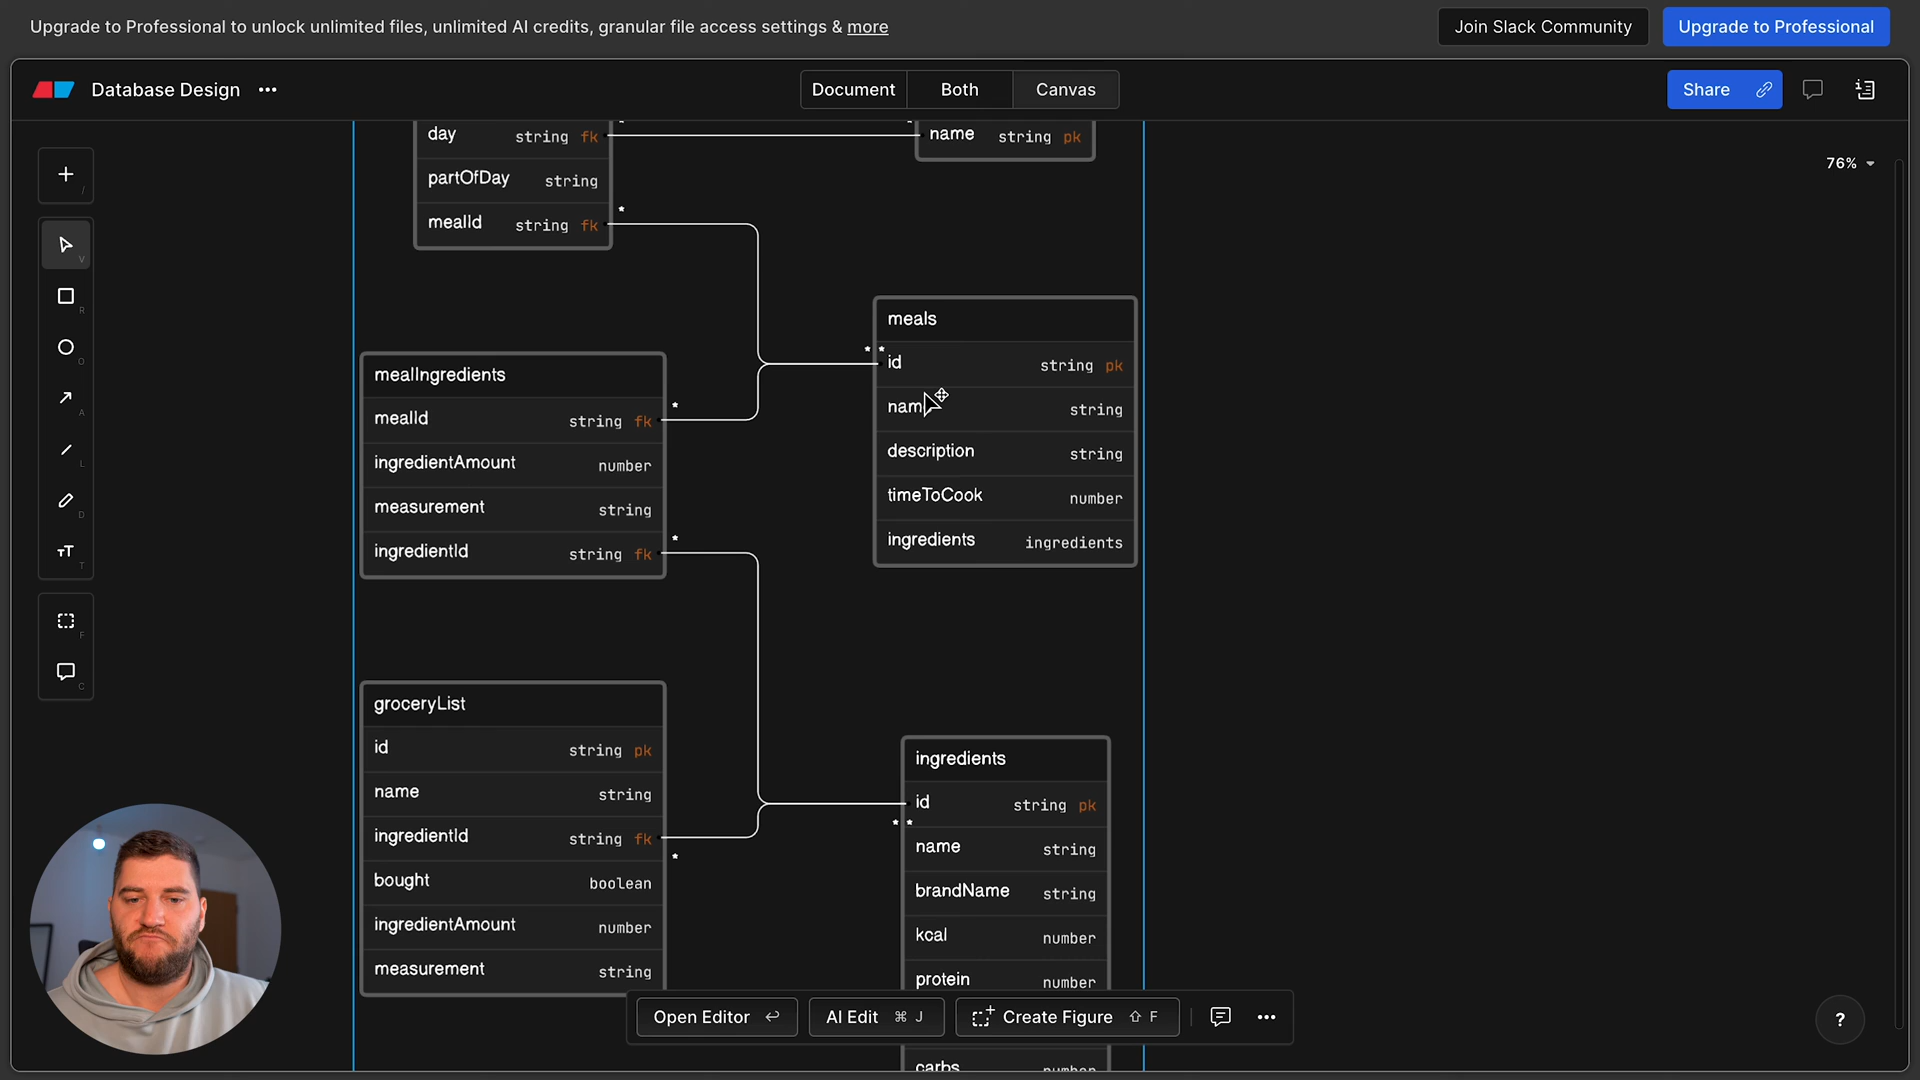 Upgrade to Professional to unlock unlimited files, unlimited AI credits, granular file access settings & more
Join Slack Community
Upgrade to Professional
Database Design
Document
Both
Canvas
Share
76%
day string fk
partOfDay string
mealId string fk
name string pk
meals
id string pk
name string
description string
timeToCook number
ingredients ingredients
mealIngredients
mealId string fk
ingredientAmount number
measurement string
ingredientId string fk
groceryList
id string pk
name string
ingredientId string fk
bought boolean
ingredientAmount number
measurement string
ingredients
id string pk
name string
brandName string
kcal number
protein number
carbs number
/
V
R
O
A
L
D
T
F
C
Open Editor ↩
AI Edit ⌘ J
Create Figure ⇧ F
?